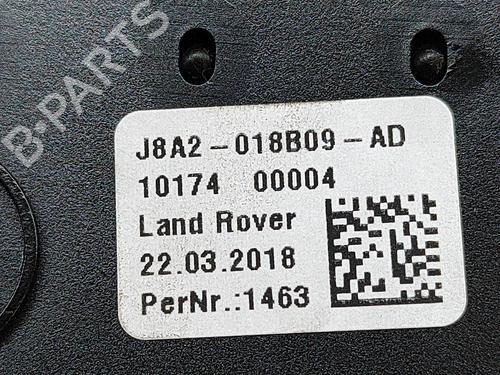 B-PARTS
J8A2-018B09-AD
10174 00004
Land Rover
22.03.2018
PerNr.:1463